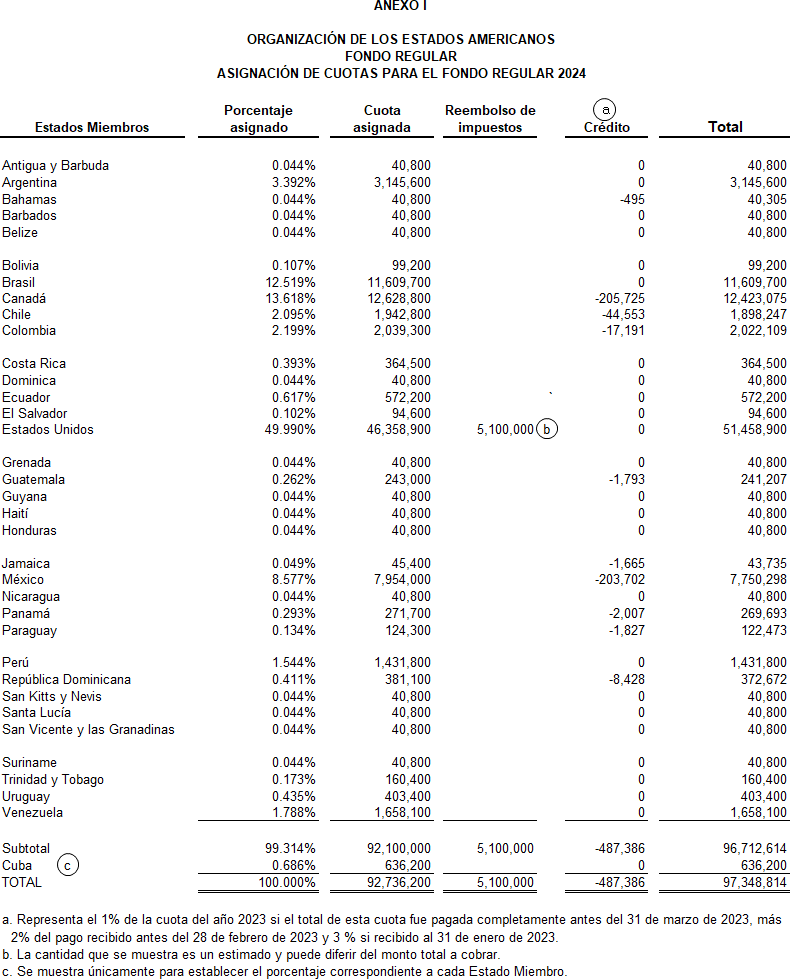 ANEXO I
ORGANIZACIÓN DE LOS ESTADOS AMERICANOS
FONDO REGULAR
ASIGNACIÓN DE CUOTAS PARA EL FONDO REGULAR 2024
Porcentaje Cuota Reembolso de a
Estados Miembros asignado asignada impuestos Crédito Total
Antigua y Barbuda 0.044% 40,800 0 40,800
Argentina 3.392% 3,145,600 0 3,145,600
Bahamas 0.044% 40,800 -495 40,305
Barbados 0.044% 40,800 0 40,800
Belize 0.044% 40,800 0 40,800
Bolivia 0.107% 99,200 0 99,200
Brasil 12.519% 11,609,700 0 11,609,700
Canadá 13.618% 12,628,800 -205,725 12,423,075
Chile 2.095% 1,942,800 -44,553 1,898,247
Colombia 2.199% 2,039,300 -17,191 2,022,109
Costa Rica 0.393% 364,500 0 364,500
Dominica 0.044% 40,800 0 40,800
Ecuador 0.617% 572,200 ` 0 572,200
El Salvador 0.102% 94,600 0 94,600
Estados Unidos 49.990% 46,358,900 5,100,000 b 0 51,458,900
Grenada 0.044% 40,800 0 40,800
Guatemala 0.262% 243,000 -1,793 241,207
Guyana 0.044% 40,800 0 40,800
Haití 0.044% 40,800 0 40,800
Honduras 0.044% 40,800 0 40,800
Jamaica 0.049% 45,400 -1,665 43,735
México 8.577% 7,954,000 -203,702 7,750,298
Nicaragua 0.044% 40,800 0 40,800
Panamá 0.293% 271,700 -2,007 269,693
Paraguay 0.134% 124,300 -1,827 122,473
Perú 1.544% 1,431,800 0 1,431,800
República Dominicana 0.411% 381,100 -8,428 372,672
San Kitts y Nevis 0.044% 40,800 0 40,800
Santa Lucía 0.044% 40,800 0 40,800
San Vicente y las Granadinas 0.044% 40,800 0 40,800
Suriname 0.044% 40,800 0 40,800
Trinidad y Tobago 0.173% 160,400 0 160,400
Uruguay 0.435% 403,400 0 403,400
Venezuela 1.788% 1,658,100 0 1,658,100
Subtotal 99.314% 92,100,000 5,100,000 -487,386 96,712,614
Cuba c 0.686% 636,200 0 636,200
TOTAL 100.000% 92,736,200 5,100,000 -487,386 97,348,814
a. Representa el 1% de la cuota del año 2023 si el total de esta cuota fue pagada completamente antes del 31 de marzo de 2023, más
2% del pago recibido antes del 28 de febrero de 2023 y 3 % si recibido al 31 de enero de 2023.
b. La cantidad que se muestra es un estimado y puede diferir del monto total a cobrar.
c. Se muestra únicamente para establecer el porcentaje correspondiente a cada Estado Miembro.